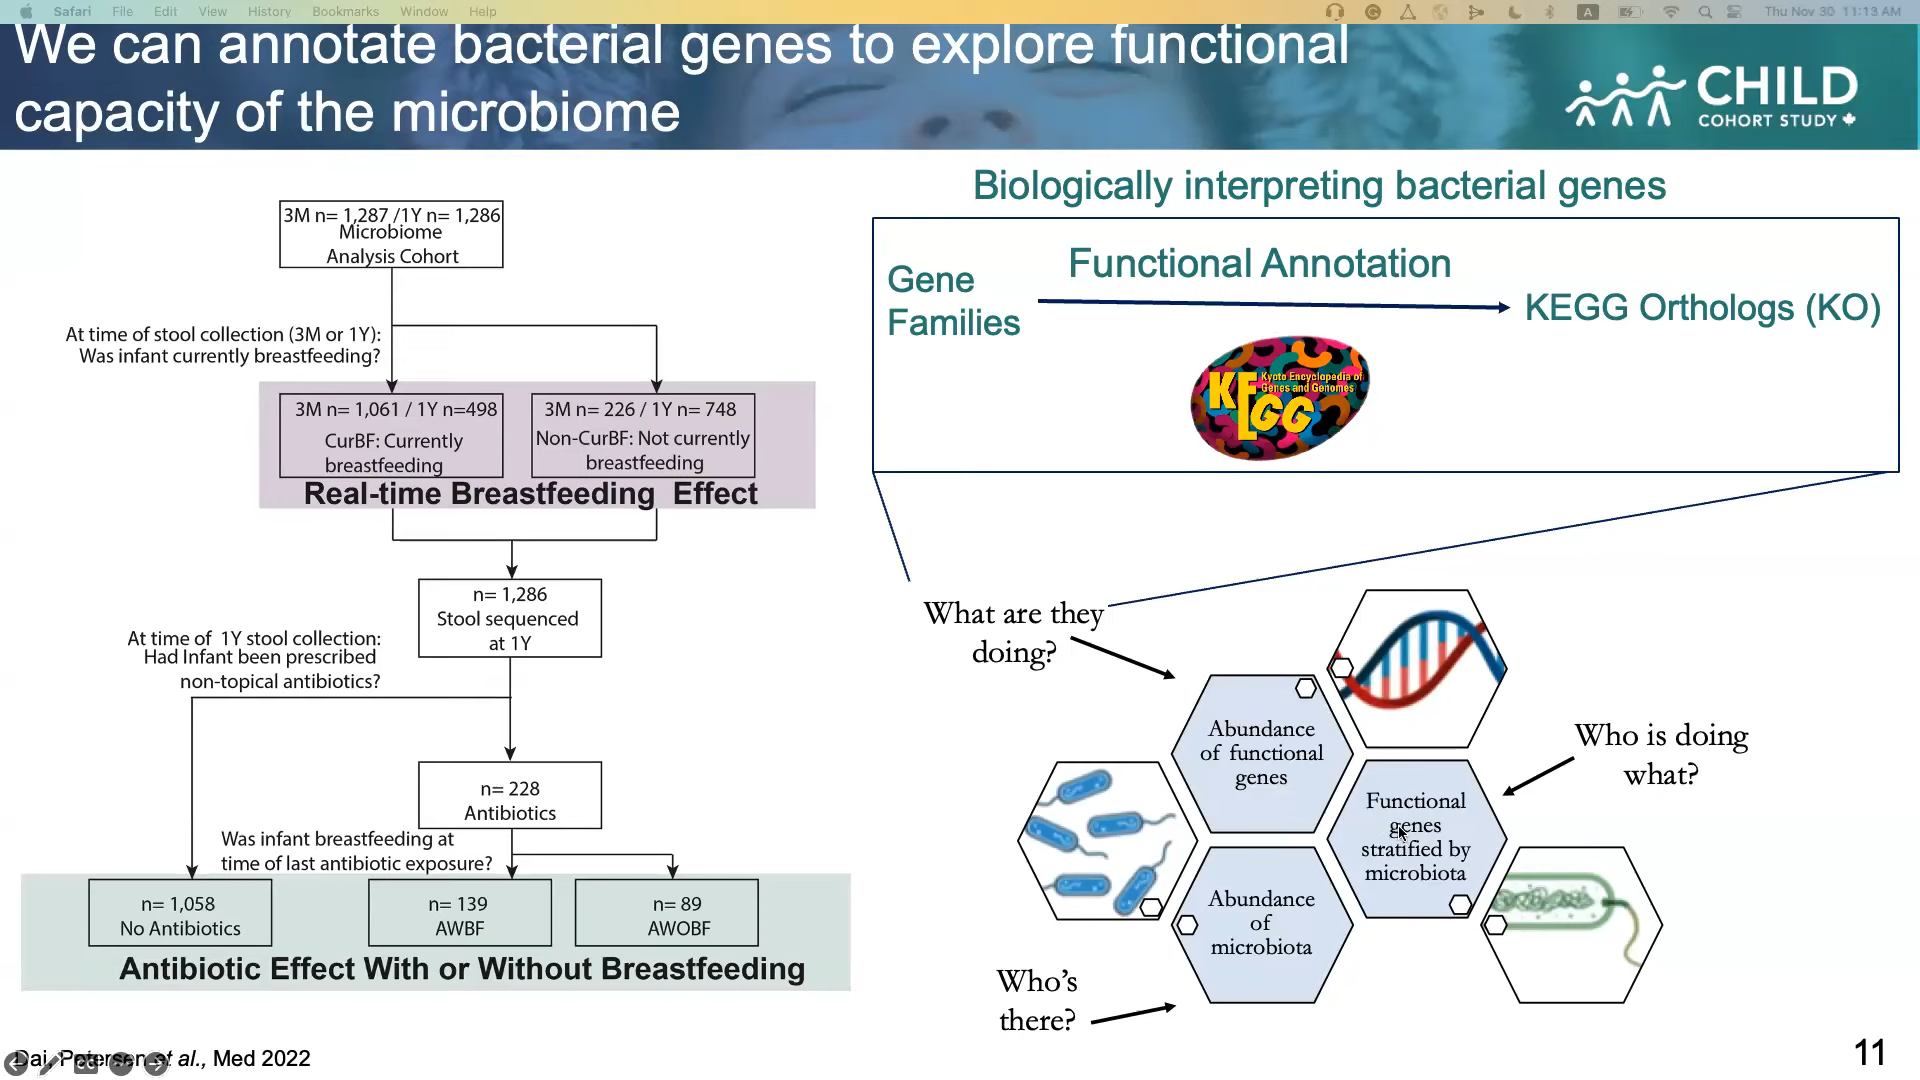 Safari File Edit View History Bookmarks Window Help
A
Thu Nov 30 11:13 AM
We can annotate bacterial genes to explore functional
capacity of the microbiome
CHILD
COHORT STUDY
3M n= 1,287 /1Y n= 1,286
Microbiome
Analysis Cohort
At time of stool collection (3M or 1Y):
Was infant currently breastfeeding?
3M n= 1,061 / 1Y n=498
CurBF: Currently
breastfeeding
3M n= 226 / 1Y n= 748
Non-CurBF: Not currently
breastfeeding
Real-time Breastfeeding Effect
n= 1,286
Stool sequenced
at 1Y
At time of 1Y stool collection:
Had Infant been prescribed
non-topical antibiotics?
n= 228
Antibiotics
Was infant breastfeeding at
time of last antibiotic exposure?
n= 1,058
No Antibiotics
n= 139
AWBF
n= 89
AWOBF
Antibiotic Effect With or Without Breastfeeding
Biologically interpreting bacterial genes
Gene
Families
Functional Annotation
KEGG Orthologs (KO)
KEGG
Kyoto Encyclopedia of
Genes and Genomes
What are they
doing?
Abundance
of functional
genes
Who is doing
what?
Functional
genes
stratified by
microbiota
Abundance
of
microbiota
Who's
there?
Dai, Petersen et al., Med 2022
CC
11